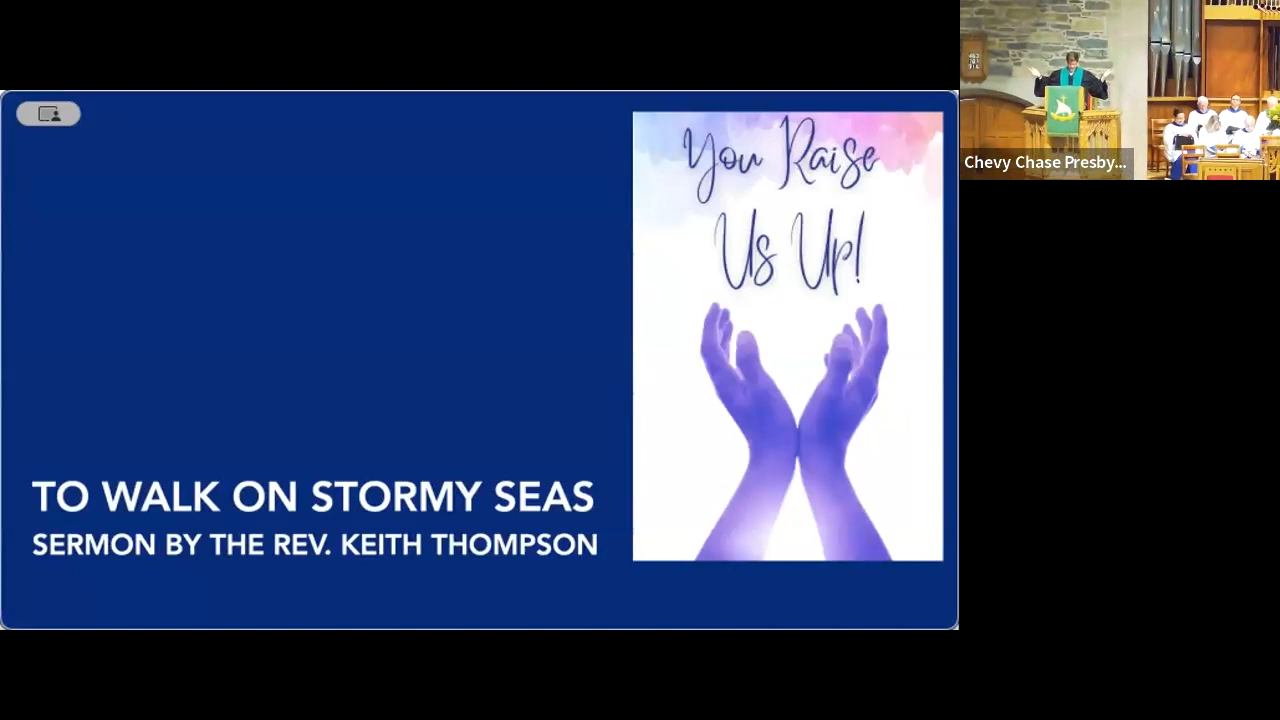 You Raise
Us Up!
TO WALK ON STORMY SEAS
SERMON BY THE REV. KEITH THOMPSON
Chevy Chase Presby...